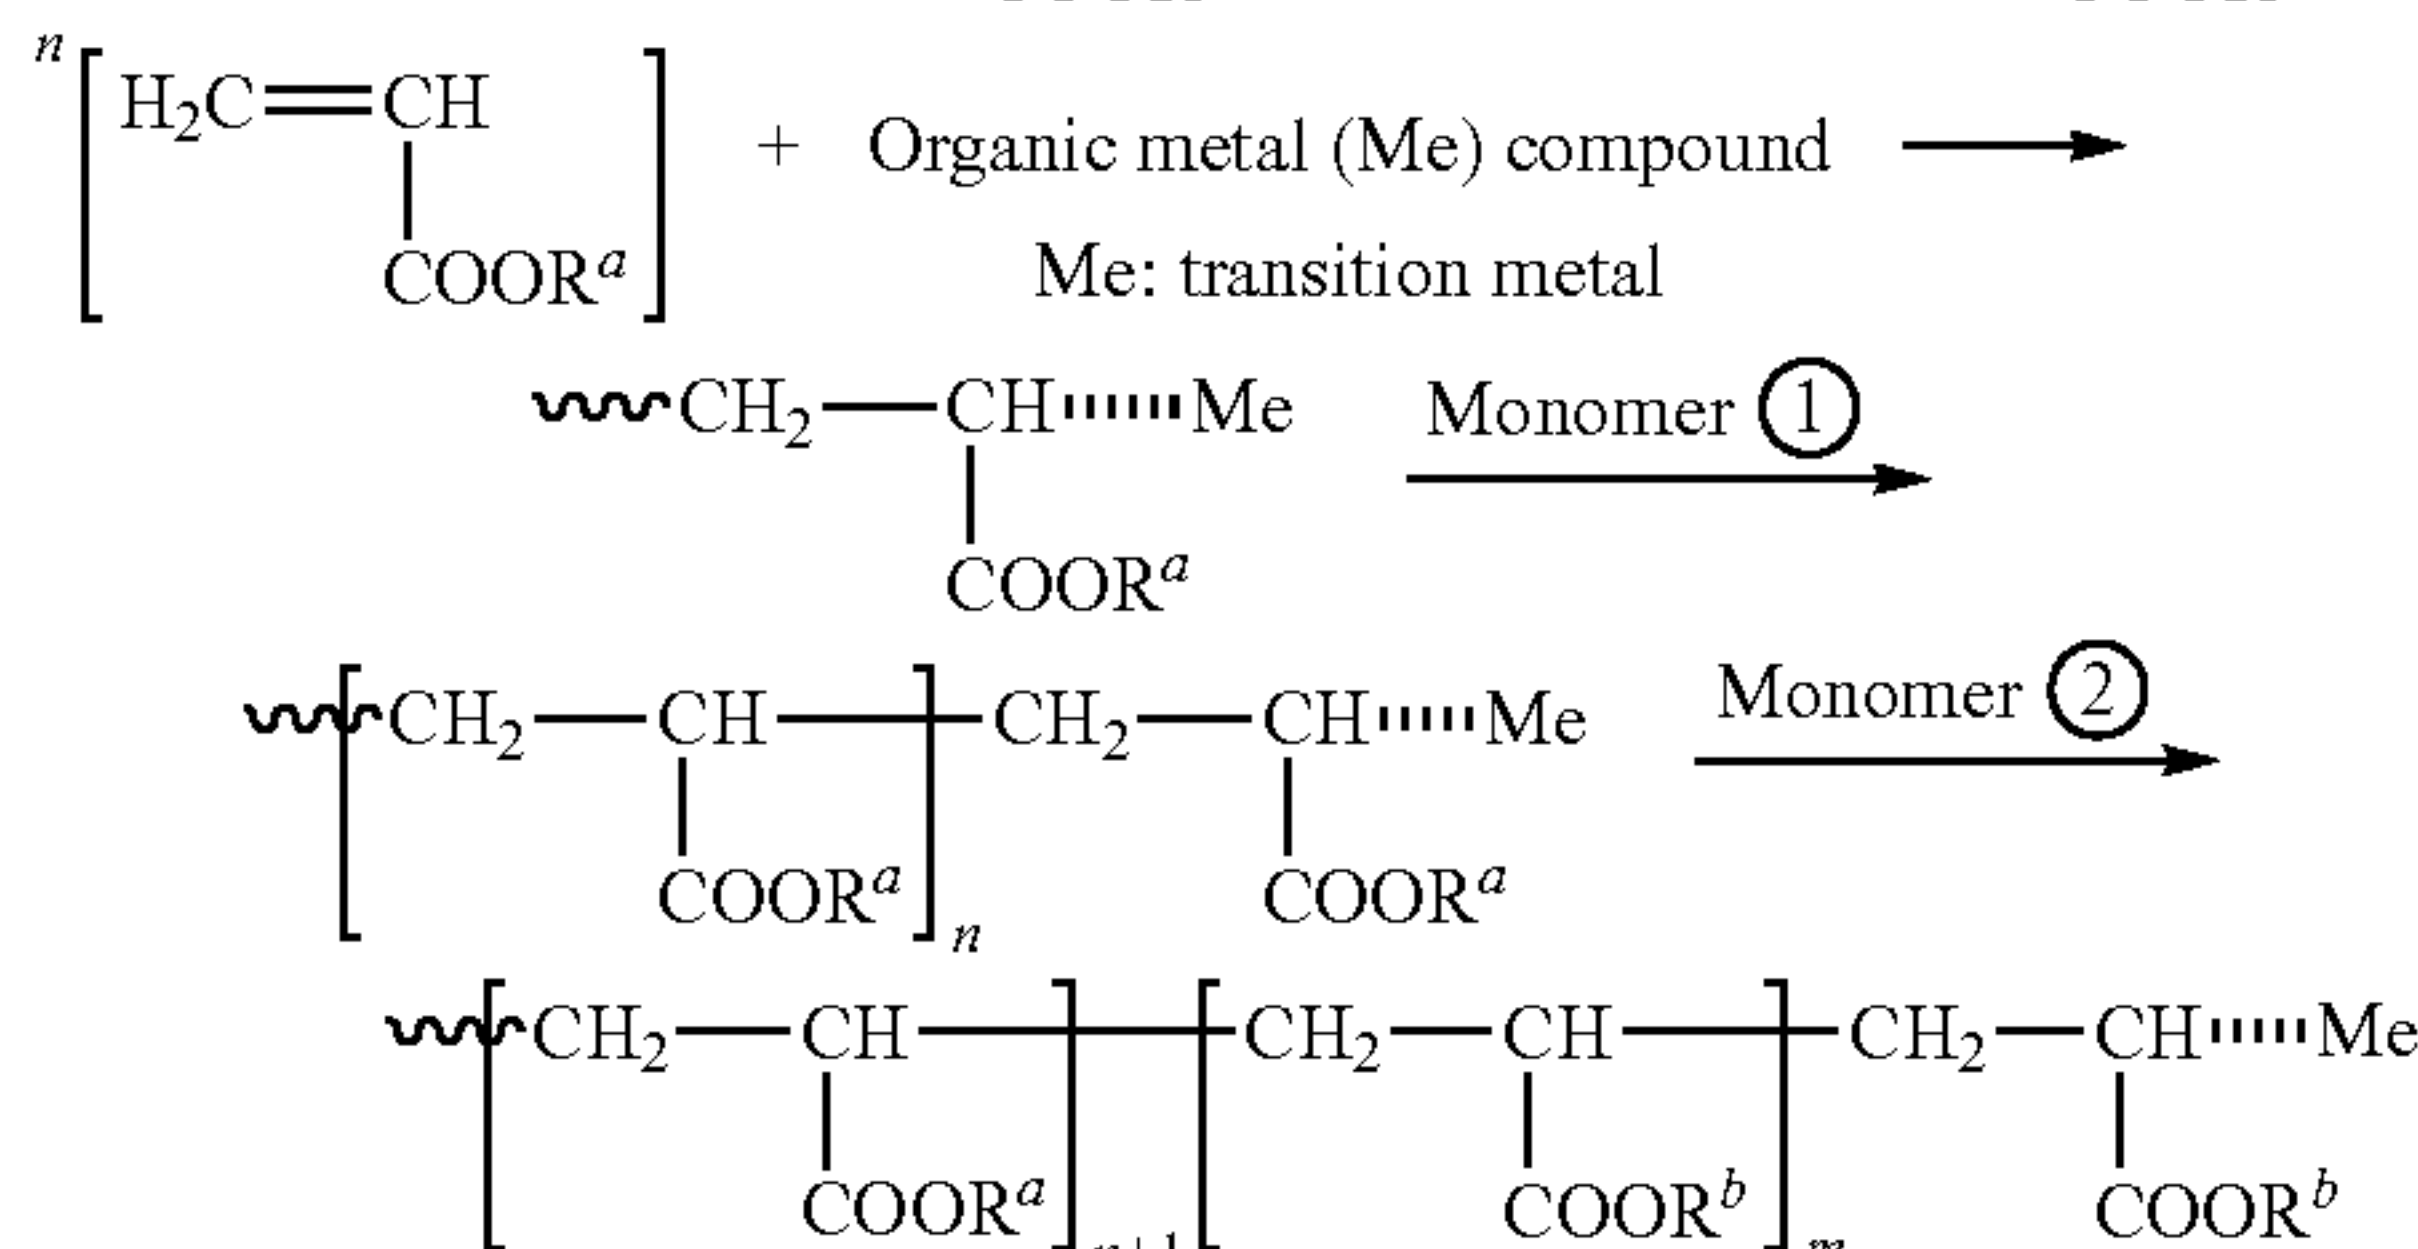 n [ H₂C=CH + Organic metal (Me) compound
COORᵃ ]
Me: transition metal
CH₂—CH Me Monomer ①
COORᵃ
[ CH₂—CH ]ₙ CH₂—CH Me Monomer ②
COORᵃ COORᵃ
[ CH₂—CH ] [ CH₂—CH ] CH₂—CH Me
COORᵃ COORᵇ COORᵇ
n+1 m